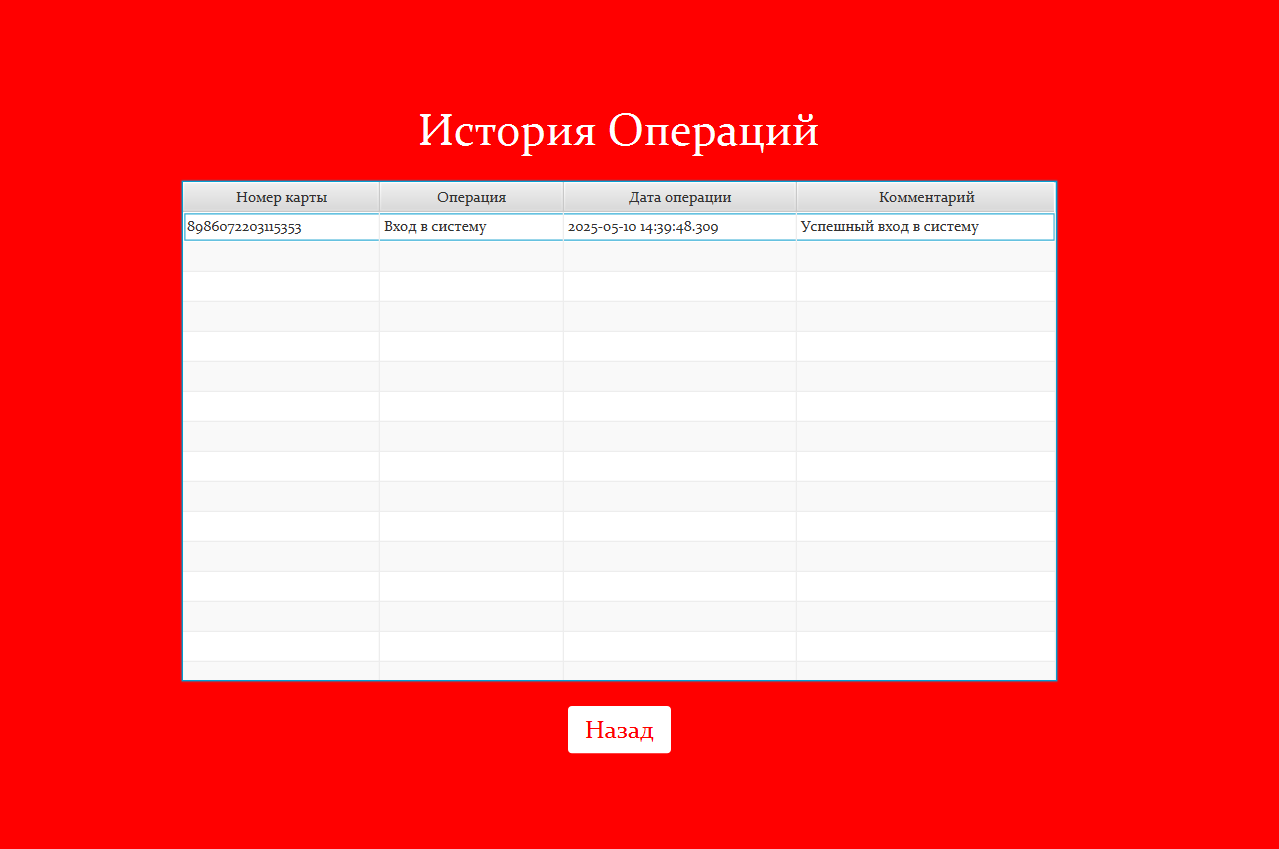 История Операций
Номер карты Операция Дата операции Комментарий
8986072203115353 Вход в систему 2025-05-10 14:39:48.309 Успешный вход в систему
Назад